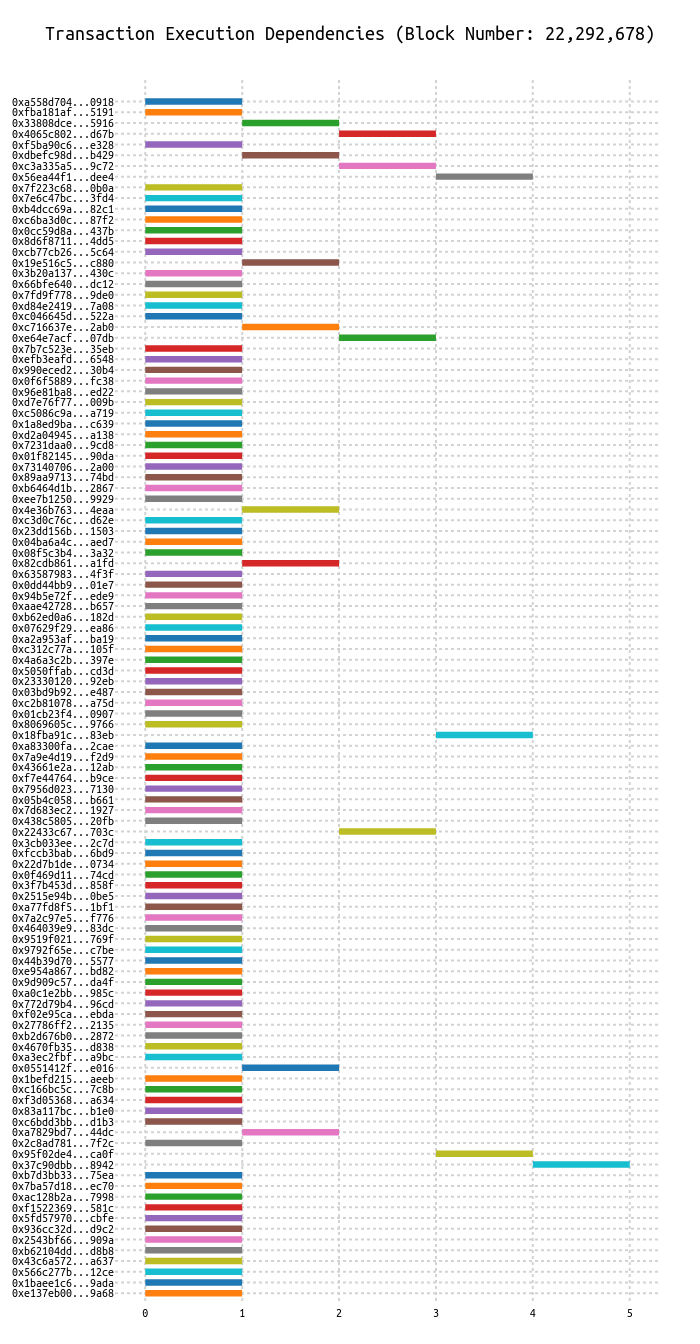 Transaction Execution Dependencies (Block Number: 22,292,678)
0xa558d704...0918
0xfba181af...5191
0x33808dce...5916
0x4065c802...d67b
0xf5ba90c6...e328
0xdbefc98d...b429
0xc3a335a5...9c72
0x56ea44f1...dee4
0x7f223c68...0b0a
0x7e6c47bc...3fd4
0xb4dcc69a...82c1
0xc6ba3d0c...87f2
0x0cc59d8a...437b
0x8d6f8711...4dd5
0xcb77cb26...5c64
0x19e516c5...c880
0x3b20a137...430c
0x66bfe640...dc12
0x7fd9f778...9de0
0xd84e2419...7a08
0xc046645d...522a
0xc716637e...2ab0
0xe64e7acf...07db
0x7b7c523e...35eb
0xefb3eafd...6548
0x990eced2...30b4
0x0f6f5889...fc38
0x96e81ba8...ed22
0xd7e76f77...009b
0xc5086c9a...a719
0x1a8ed9ba...c639
0xd2a04945...a138
0x7231daa0...9cd8
0x01f82145...90da
0x73140706...2a00
0x89aa9713...74bd
0xb6464d1b...2867
0xee7b1250...9929
0x4e36b763...4eaa
0xc3d0c76c...d62e
0x23dd156b...1503
0x04ba6a4c...aed7
0x08f5c3b4...3a32
0x82cdb861...a1fd
0x63587983...4f3f
0x0dd44bb9...01e7
0x94b5e72f...ede9
0xaae42728...b657
0xb62ed0a6...182d
0x07629f29...ea86
0xa2a953af...ba19
0xc312c77a...105f
0x4a6a3c2b...397e
0x5050ffab...cd3d
0x23330120...92eb
0x03bd9b92...e487
0xc2b81078...a75d
0x01cb23f4...0907
0x8069605c...9766
0x18fba91c...83eb
0xa83300fa...2cae
0x7a9e4d19...f2d9
0x43661e2a...12ab
0xf7e44764...b9ce
0x7956d023...7130
0x05b4c058...b661
0x7d683ec2...1927
0x438c5805...20fb
0x22433c67...703c
0x3cb033ee...2c7d
0xfccb3bab...6bd9
0x22d7b1de...0734
0x0f469d11...74cd
0x3f7b453d...858f
0x2515e94b...0be5
0xa77fd8f5...1bf1
0x7a2c97e5...f776
0x464039e9...83dc
0x9519f021...769f
0x9792f65e...c7be
0x44b39d70...5577
0xe954a867...bd82
0x9d909c57...da4f
0xa0c1e2bb...985c
0x772d79b4...96cd
0xf02e95ca...ebda
0x27786ff2...2135
0xb2d676b0...2872
0x4670fb35...d838
0xa3ec2fbf...a9bc
0x0551412f...e016
0x1befd215...aeeb
0xc166bc5c...7c8b
0xf3d05368...a634
0x83a117bc...b1e0
0xc6bdd3bb...d1b3
0xa7829bd7...44dc
0x2c8ad781...7f2c
0x95f02de4...ca0f
0x37c90dbb...8942
0xb7d3bb33...75ea
0x7ba57d18...ec70
0xac128b2a...7998
0xf1522369...581c
0x5fd57970...cbfe
0x936cc32d...d9c2
0x2543bf66...909a
0xb62104dd...d8b8
0x43c6a572...a637
0x566c277b...12ce
0x1baee1c6...9ada
0xe137eb00...9a68
0 1 2 3 4 5